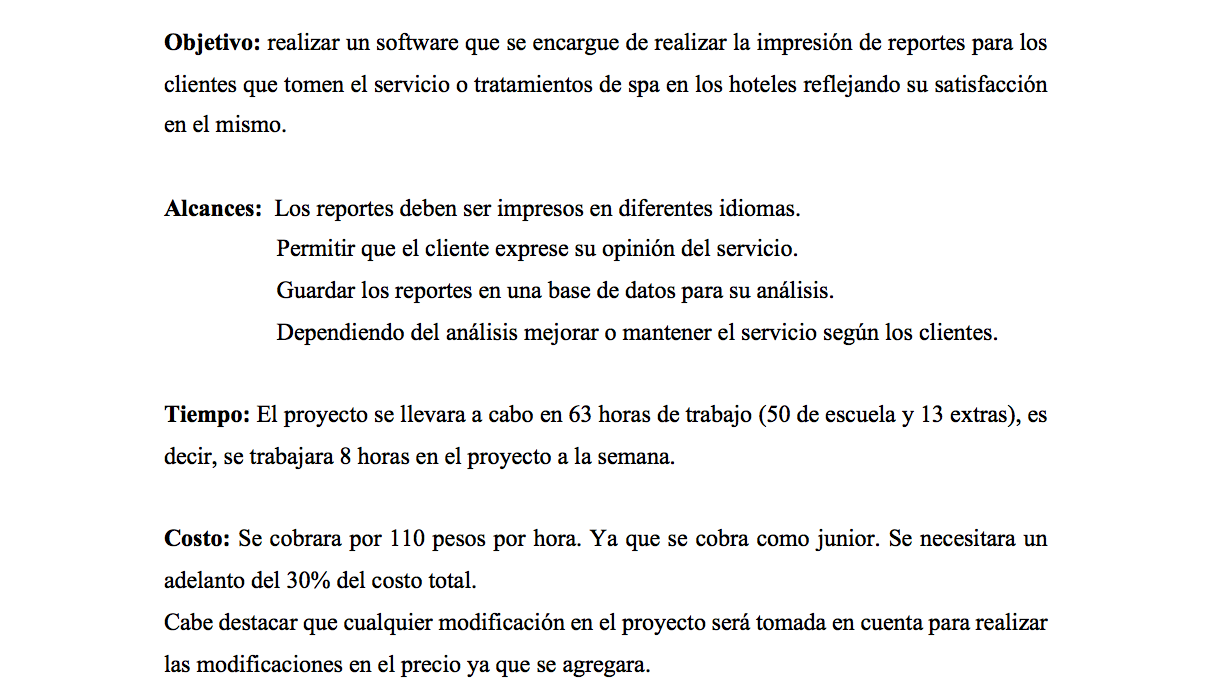 Objetivo: realizar un software que se encargue de realizar la impresión de reportes para los
clientes que tomen el servicio o tratamientos de spa en los hoteles reflejando su satisfacción
en el mismo.
Alcances: Los reportes deben ser impresos en diferentes idiomas.
Permitir que el cliente exprese su opinión del servicio.
Guardar los reportes en una base de datos para su análisis.
Dependiendo del análisis mejorar o mantener el servicio según los clientes.
Tiempo: El proyecto se llevara a cabo en 63 horas de trabajo (50 de escuela y 13 extras), es
decir, se trabajara 8 horas en el proyecto a la semana.
Costo: Se cobrara por 110 pesos por hora. Ya que se cobra como junior. Se necesitara un
adelanto del 30% del costo total.
Cabe destacar que cualquier modificación en el proyecto será tomada en cuenta para realizar
las modificaciones en el precio ya que se agregara.